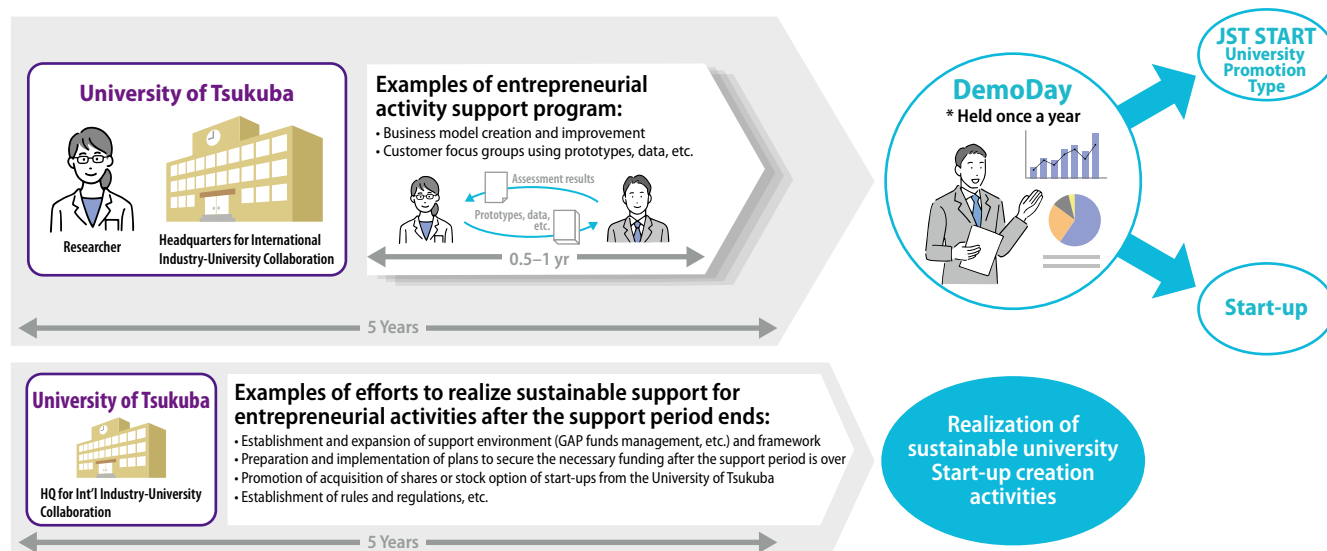 University of Tsukuba
Researcher
Headquarters for International
Industry-University Collaboration
Examples of entrepreneurial
activity support program:
• Business model creation and improvement
• Customer focus groups using prototypes, data, etc.
Assessment results
Prototypes, data,
etc.
0.5–1 yr
5 Years
DemoDay
* Held once a year
JST START
University
Promotion
Type
Start-up
University of Tsukuba
HQ for Int'l Industry-University
Collaboration
Examples of efforts to realize sustainable support for
entrepreneurial activities after the support period ends:
• Establishment and expansion of support environment (GAP funds management, etc.) and framework
• Preparation and implementation of plans to secure the necessary funding after the support period is over
• Promotion of acquisition of shares or stock option of start-ups from the University of Tsukuba
• Establishment of rules and regulations, etc.
5 Years
Realization of
sustainable university
Start-up creation
activities